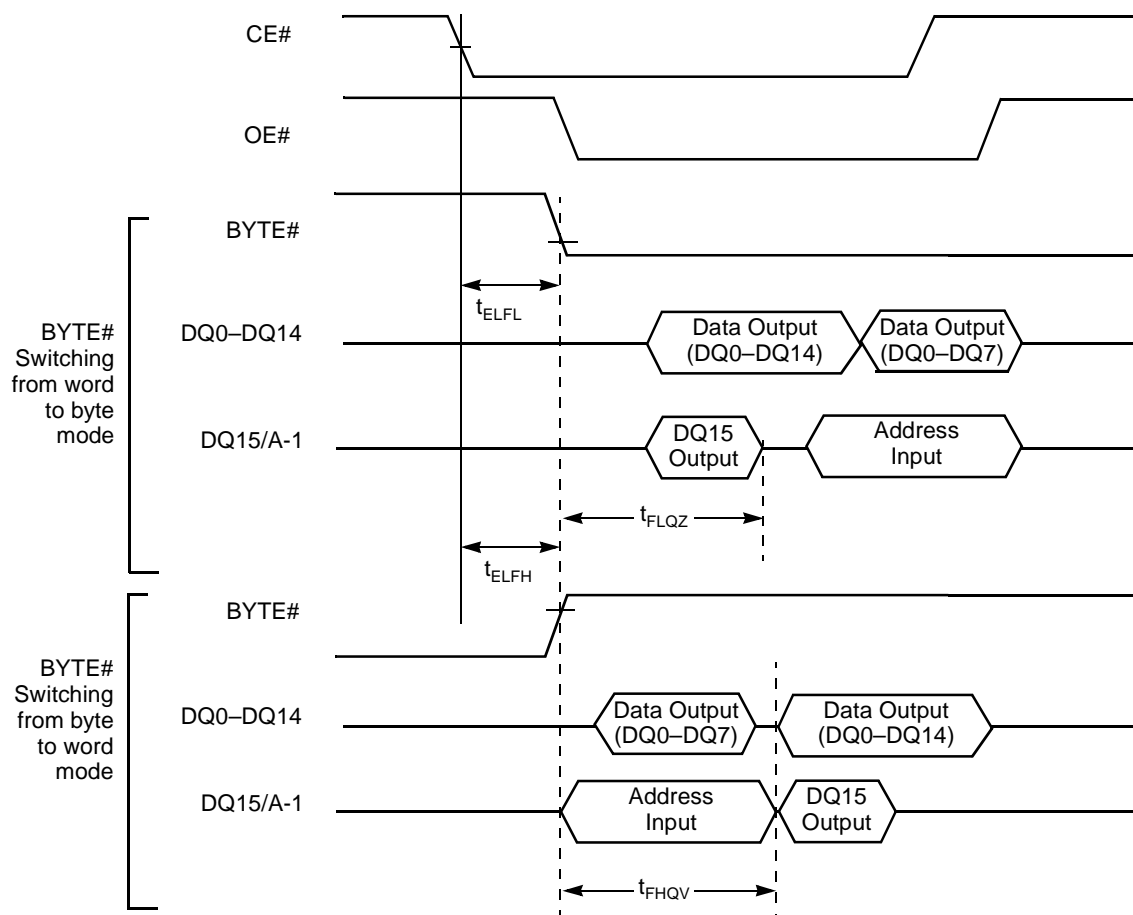 CE#
OE#
BYTE#
tELFL
BYTE#
Switching
from word
to byte
mode
DQ0–DQ14
Data Output
(DQ0–DQ14)
Data Output
(DQ0–DQ7)
DQ15/A-1
DQ15
Output
Address
Input
tFLQZ
tELFH
BYTE#
BYTE#
Switching
from byte
to word
mode
DQ0–DQ14
Data Output
(DQ0–DQ7)
Data Output
(DQ0–DQ14)
DQ15/A-1
Address
Input
DQ15
Output
tFHQV